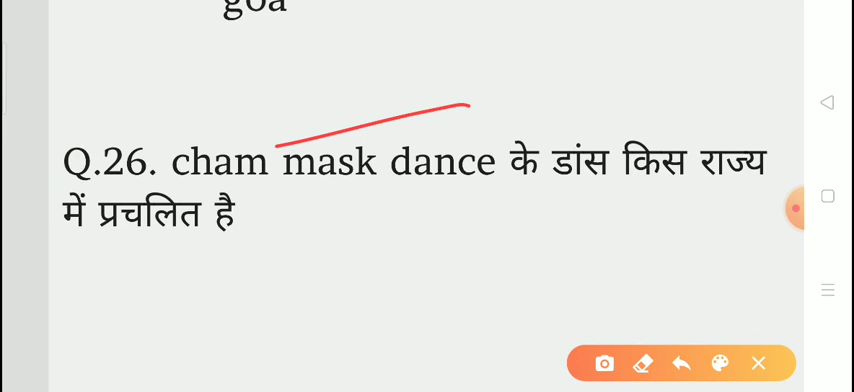 goa
Q.26. cham mask dance के डांस किस राज्य
में प्रचलित है